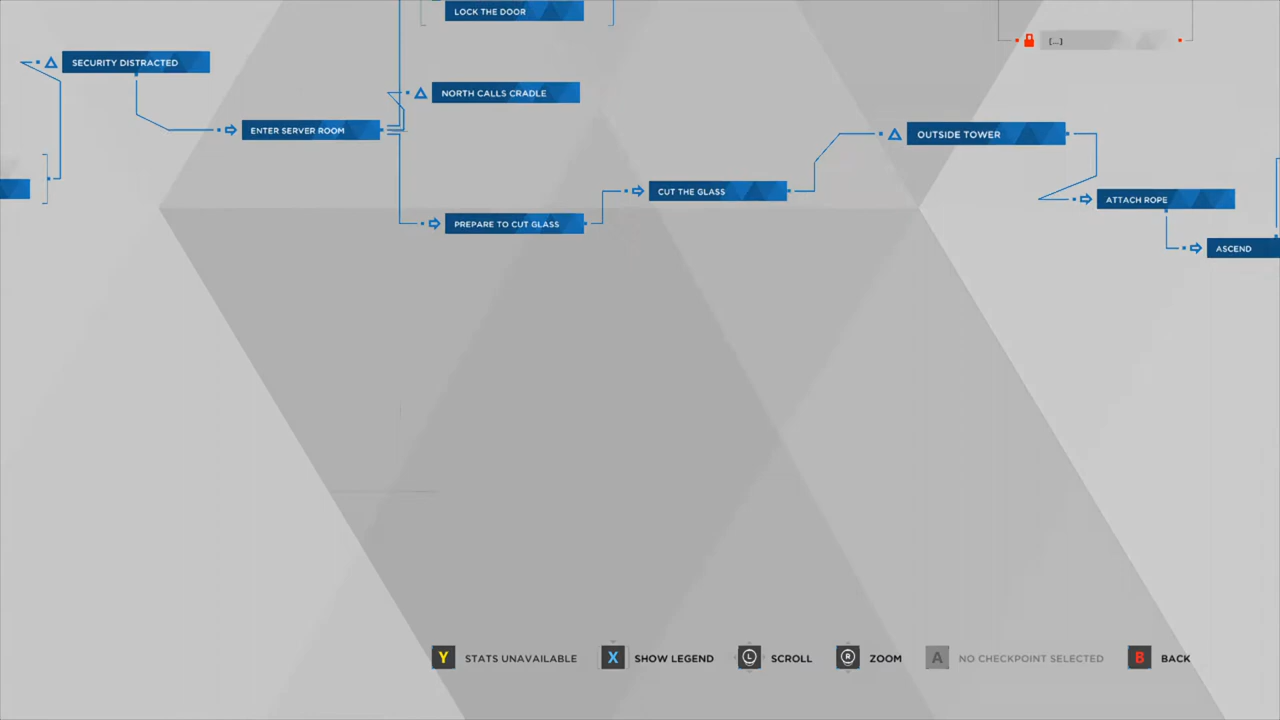 LOCK THE DOOR
[...]
SECURITY DISTRACTED
NORTH CALLS CRADLE
ENTER SERVER ROOM
OUTSIDE TOWER
CUT THE GLASS
ATTACH ROPE
PREPARE TO CUT GLASS
ASCEND
Y STATS UNAVAILABLE X SHOW LEGEND L SCROLL R ZOOM A NO CHECKPOINT SELECTED B BACK